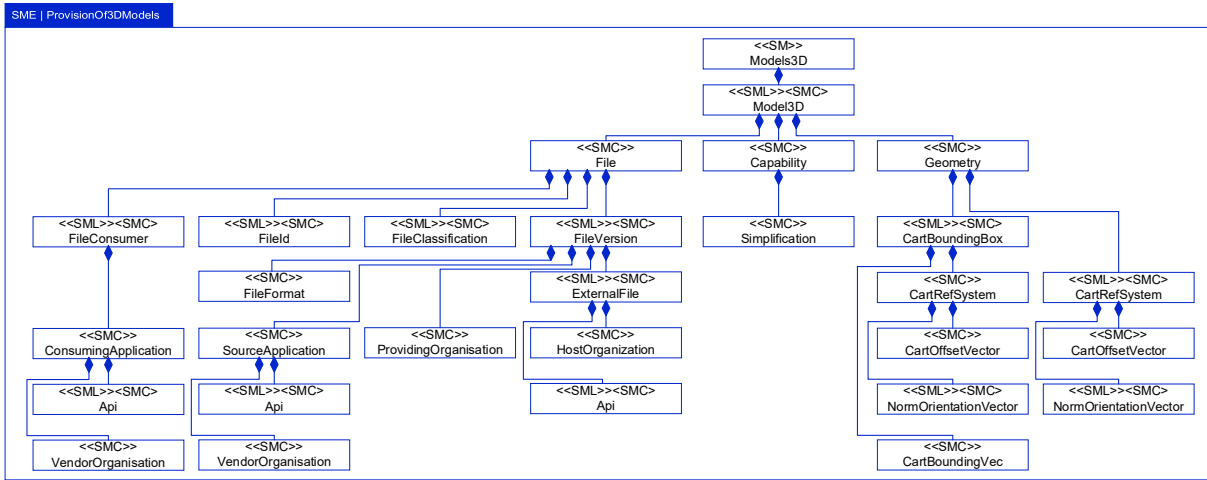 SME | ProvisionOf3DModels
<<SM>>
Models3D
<<SML>><SMC>
Model3D
<<SMC>>
File
<<SMC>>
Capability
<<SMC>>
Geometry
<<SML>><SMC>
FileConsumer
<<SML>><SMC>
FileId
<<SML>><SMC>
FileClassification
<<SML>><SMC>
FileVersion
<<SMC>>
Simplification
<<SML>><SMC>
CartBoundingBox
<<SMC>>
FileFormat
<<SML>><SMC>
ExternalFile
<<SMC>>
CartRefSystem
<<SML>><SMC>
CartRefSystem
<<SMC>>
ConsumingApplication
<<SMC>>
SourceApplication
<<SMC>>
ProvidingOrganisation
<<SMC>>
HostOrganization
<<SMC>>
CartOffsetVector
<<SMC>>
CartOffsetVector
<<SML>><SMC>
Api
<<SML>><SMC>
Api
<<SML>><SMC>
Api
<<SML>><SMC>
NormOrientationVector
<<SML>><SMC>
NormOrientationVector
<<SMC>>
VendorOrganisation
<<SMC>>
VendorOrganisation
<<SMC>>
CartBoundingVec